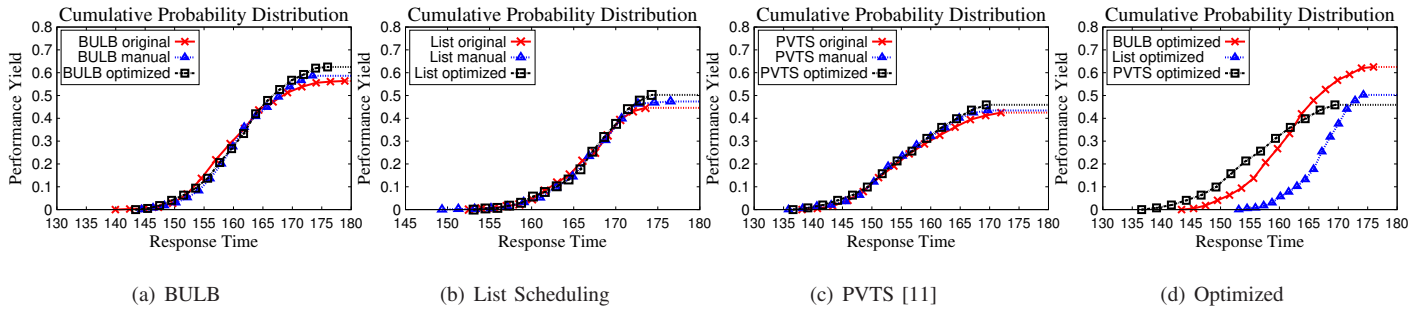 Cumulative Probability Distribution
Performance Yield
0.8
0.7
0.6
0.5
0.4
0.3
0.2
0.1
0
BULB original
BULB manual
BULB optimized
130 135 140 145 150 155 160 165 170 175 180
Response Time
(a) BULB
Cumulative Probability Distribution
Performance Yield
0.8
0.7
0.6
0.5
0.4
0.3
0.2
0.1
0
List original
List manual
List optimized
145 150 155 160 165 170 175 180
Response Time
(b) List Scheduling
Cumulative Probability Distribution
Performance Yield
0.8
0.7
0.6
0.5
0.4
0.3
0.2
0.1
0
PVTS original
PVTS manual
PVTS optimized
130 135 140 145 150 155 160 165 170 175 180
Response Time
(c) PVTS [11]
Cumulative Probability Distribution
Performance Yield
0.8
0.7
0.6
0.5
0.4
0.3
0.2
0.1
0
BULB optimized
List optimized
PVTS optimized
130 135 140 145 150 155 160 165 170 175 180
Response Time
(d) Optimized